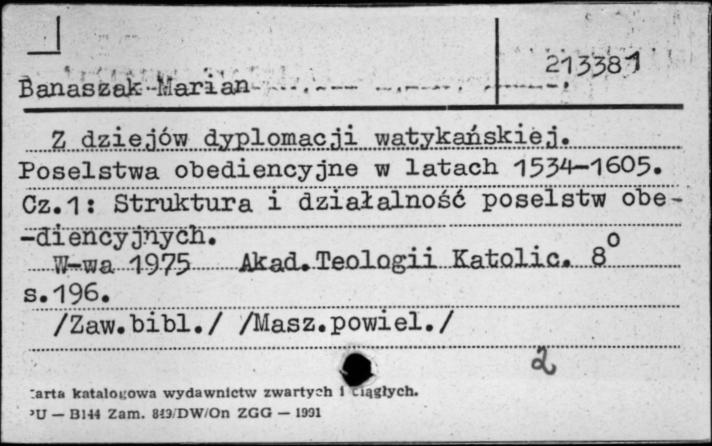 213381
Banaszak Marian
Z dziejów dyplomacji watykańskiej.
Poselstwa obediencyjne w latach 1534-1605.
Cz.1: Struktura i działalność poselstw obe-
-diencyjnych.
W-wa 1975 Akad.Teologii Katolic. 8º
s.196.
/Zaw.bibl./ /Masz.powiel./
2
arta katalogowa wydawnictw zwartych i ciągłych.
PU — B144 Zam. 849/DW/On ZGG — 1991